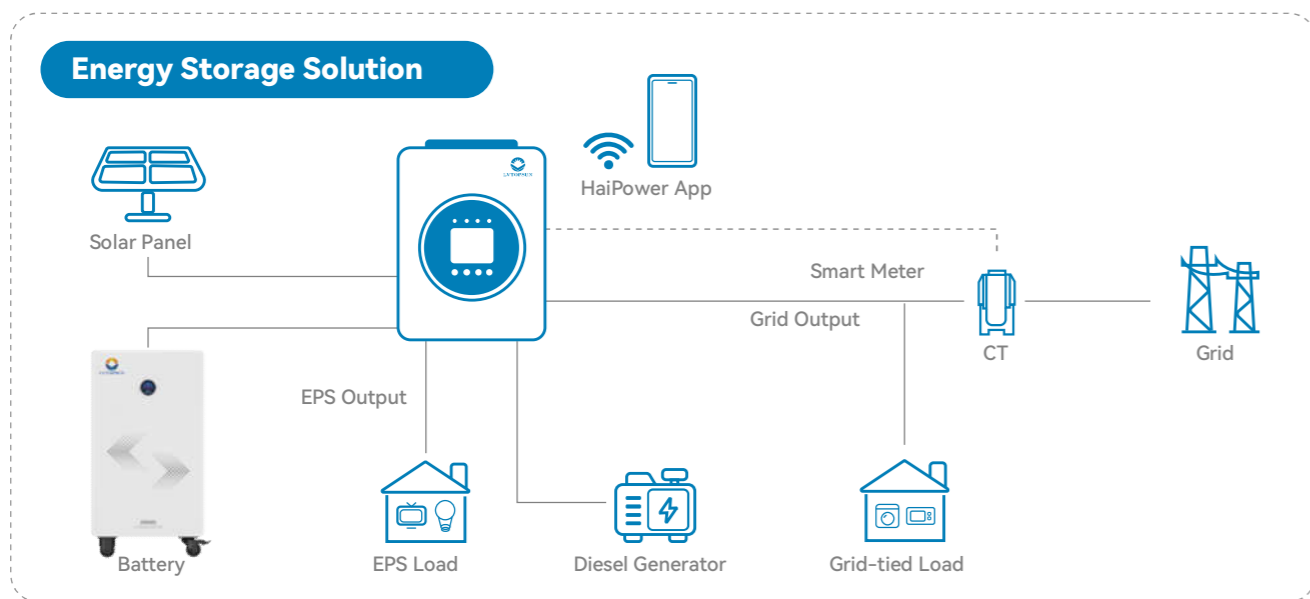 Energy Storage Solution
HaiPower App
Solar Panel
Smart Meter
Grid Output
CT
Grid
EPS Output
Battery
EPS Load
Diesel Generator
Grid-tied Load